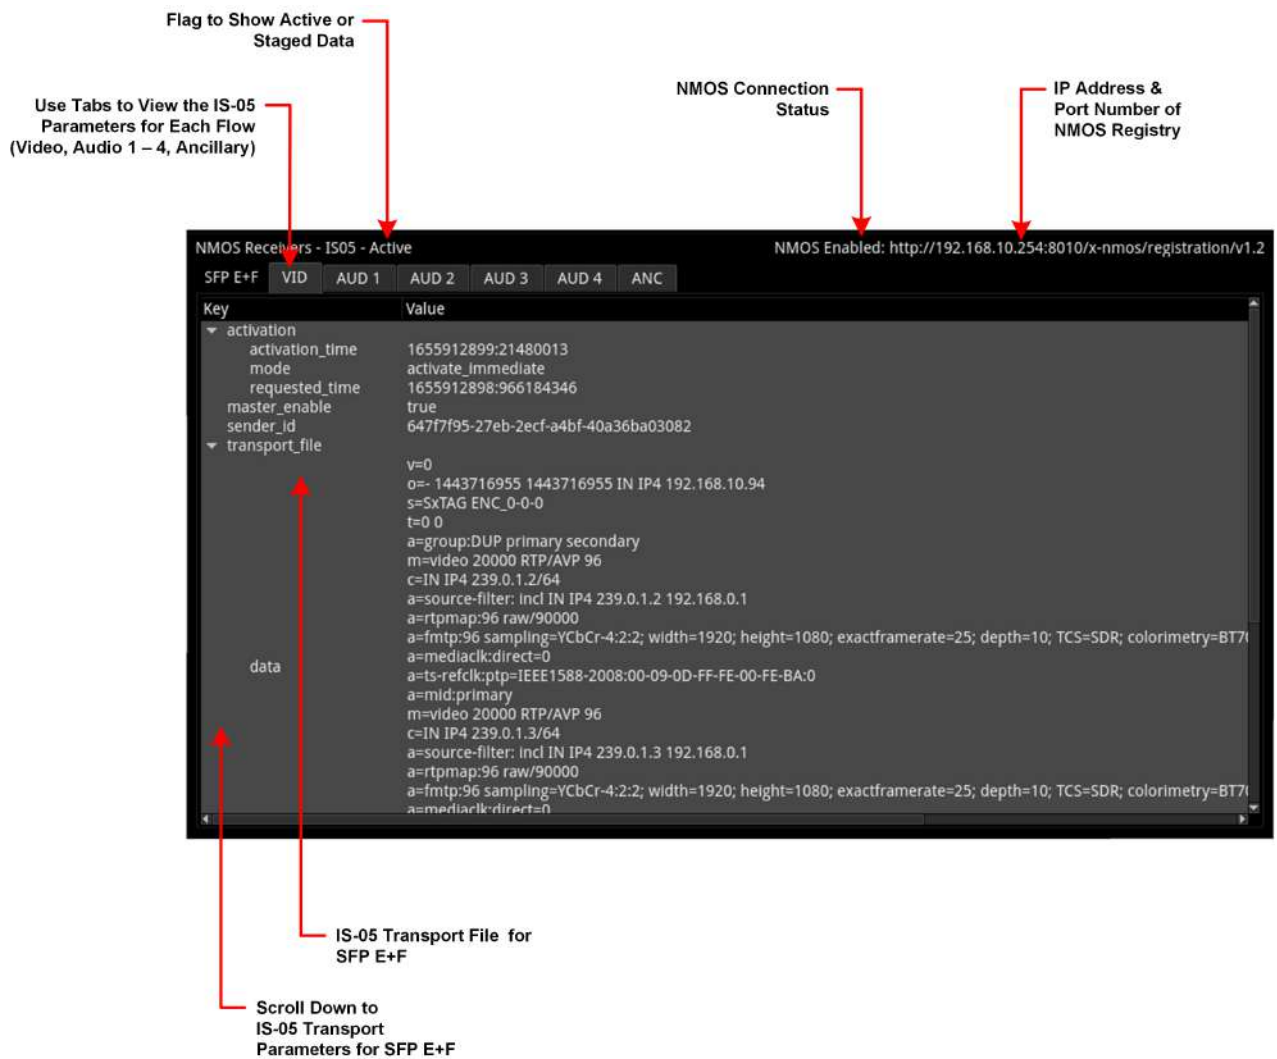 Flag to Show Active or
Staged Data
Use Tabs to View the IS-05
Parameters for Each Flow
(Video, Audio 1 – 4, Ancillary)
NMOS Connection
Status
IP Address &
Port Number of
NMOS Registry
NMOS Receivers - IS05 - Active
NMOS Enabled: http://192.168.10.254:8010/x-nmos/registration/v1.2
SFP E+F VID AUD 1 AUD 2 AUD 3 AUD 4 ANC
Key Value
activation
activation_time 1655912899:21480013
mode activate_immediate
requested_time 1655912898:966184346
master_enable true
sender_id 647f7f95-27eb-2ecf-a4bf-40a36ba03082
transport_file
v=0
o=- 1443716955 1443716955 IN IP4 192.168.10.94
s=SxTAG ENC_0-0-0
t=0 0
a=group:DUP primary secondary
m=video 20000 RTP/AVP 96
c=IN IP4 239.0.1.2/64
a=source-filter: incl IN IP4 239.0.1.2 192.168.0.1
a=rtpmap:96 raw/90000
a=fmtp:96 sampling=YCbCr-4:2:2; width=1920; height=1080; exactframerate=25; depth=10; TCS=SDR; colorimetry=BT70
a=mediaclk:direct=0
data
a=ts-refclk:ptp=IEEE1588-2008:00-09-0D-FF-FE-00-FE-BA:0
a=mid:primary
m=video 20000 RTP/AVP 96
c=IN IP4 239.0.1.3/64
a=source-filter: incl IN IP4 239.0.1.3 192.168.0.1
a=rtpmap:96 raw/90000
a=fmtp:96 sampling=YCbCr-4:2:2; width=1920; height=1080; exactframerate=25; depth=10; TCS=SDR; colorimetry=BT70
a=mediaclk:direct=0
IS-05 Transport File for
SFP E+F
Scroll Down to
IS-05 Transport
Parameters for SFP E+F